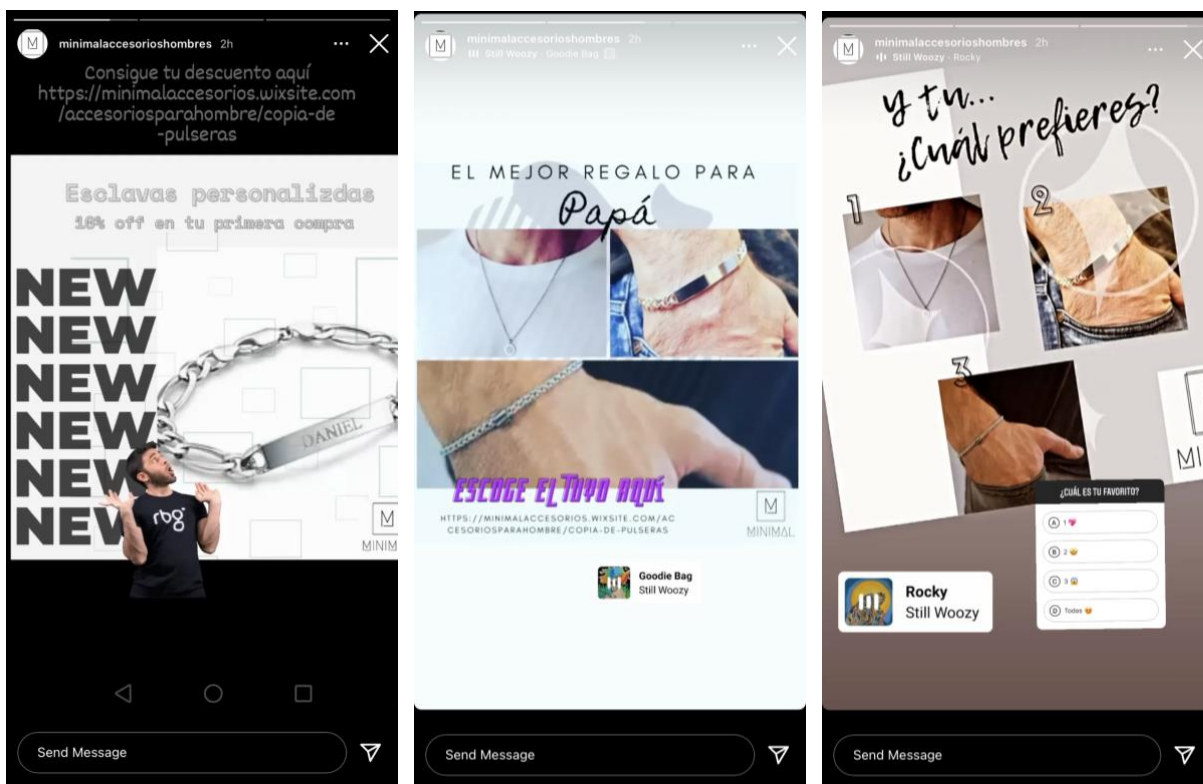 M
minimalaccesorioshombres 2h
Consigue tu descuento aquí
https://minimalaccesorios.wixsite.com
/accesoriosparahombre/copia-de
-pulseras
Esclavas personalizdas
10% off en tu primera compra
NEW
NEW
NEW
NEW
NEW
NEW
DANIEL
rbg
M
MINIM
Send Message
M
minimalaccesorioshombres 2h
Still Woozy · Goodie Bag
EL MEJOR REGALO PARA
Papá
ESCOGE EL TUYO AQUÍ
HTTPS://MINIMALACCESORIOS.WIXSITE.COM/AC
CESORIOSPARAHOMBRE/COPIA-DE-PULSERAS
M
MINIMAL
Goodie Bag
Still Woozy
Send Message
M
minimalaccesorioshombres 2h
Still Woozy · Rocky
y tu...
¿Cuál prefieres?
1
2
3
MI
¿CUÁL ES TU FAVORITO?
A 1 💖
B 2 🤩
C 3 😱
D Todas 😍
Rocky
Still Woozy
Send Message